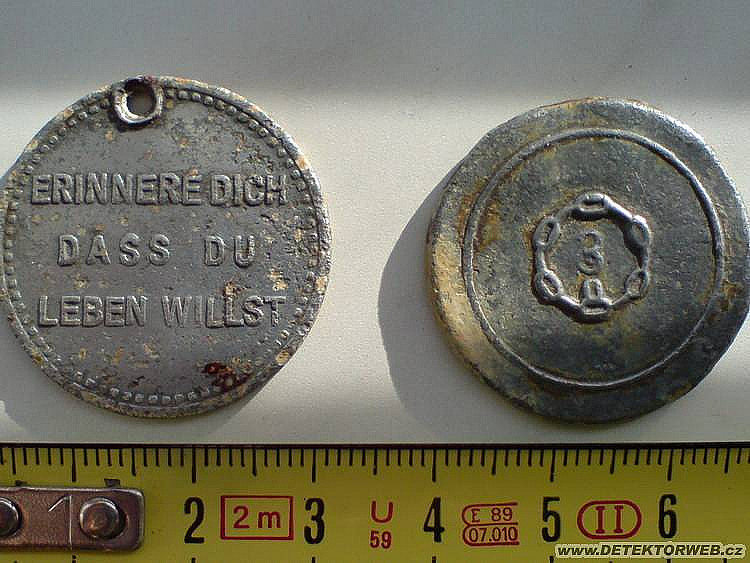 ERINNERE DICH
DASS DU
LEBEN WILLST
3
1 2 2 m 3 U 59 4 E 89 07.010 5 II 6
www.DETEKTORWEB.cz